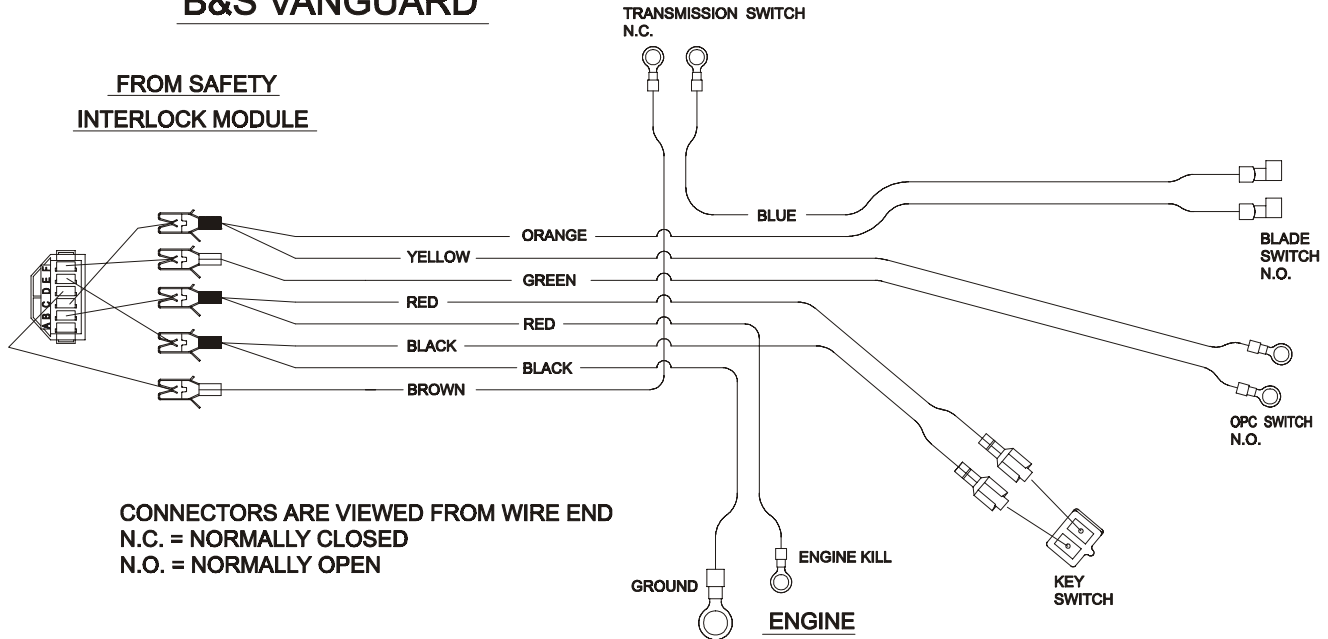 B&S VANGUARD
TRANSMISSION SWITCH
N.C.
FROM SAFETY
INTERLOCK MODULE
BLUE
ORANGE
YELLOW
GREEN
RED
RED
BLACK
BLACK
BROWN
A B C D E F
BLADE
SWITCH
N.O.
OPC SWITCH
N.O.
CONNECTORS ARE VIEWED FROM WIRE END
N.C. = NORMALLY CLOSED
N.O. = NORMALLY OPEN
GROUND
ENGINE KILL
ENGINE
KEY
SWITCH